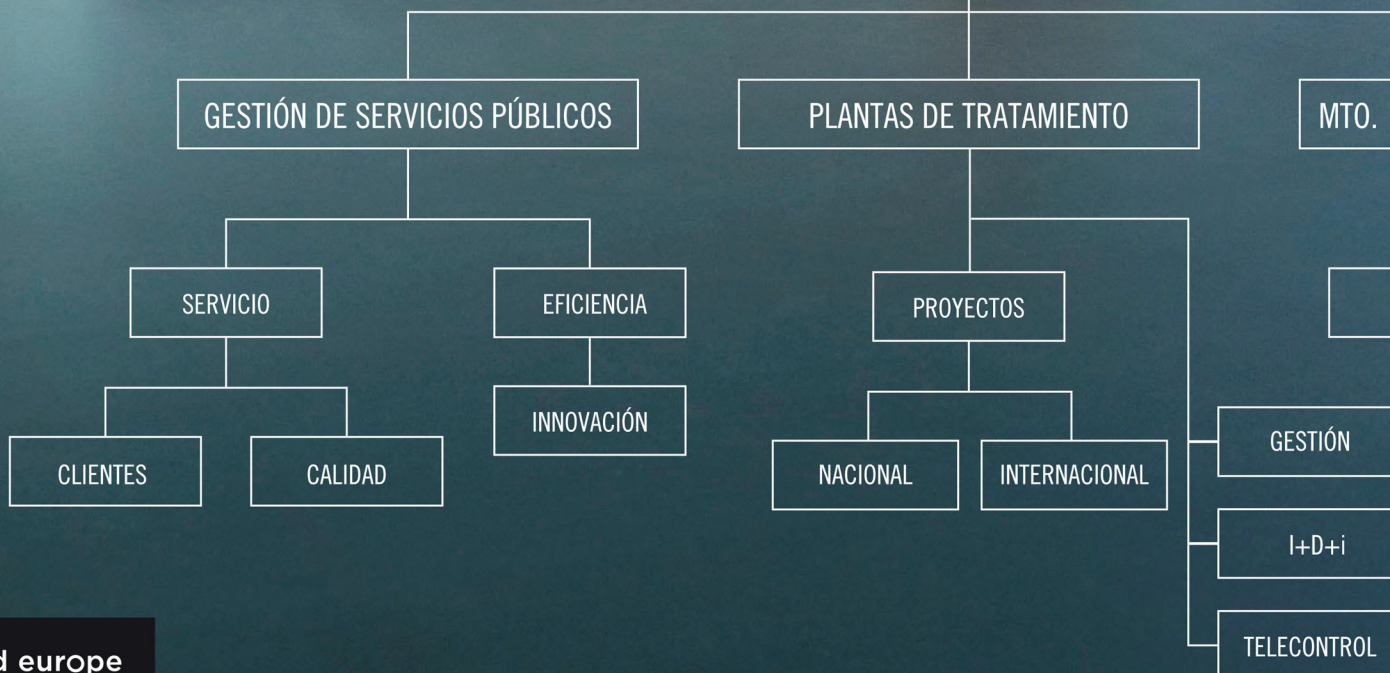 GESTIÓN DE SERVICIOS PÚBLICOS
PLANTAS DE TRATAMIENTO
MTO.
SERVICIO
EFICIENCIA
PROYECTOS
INNOVACIÓN
CLIENTES
CALIDAD
NACIONAL
INTERNACIONAL
GESTIÓN
I+D+i
TELECONTROL
europe